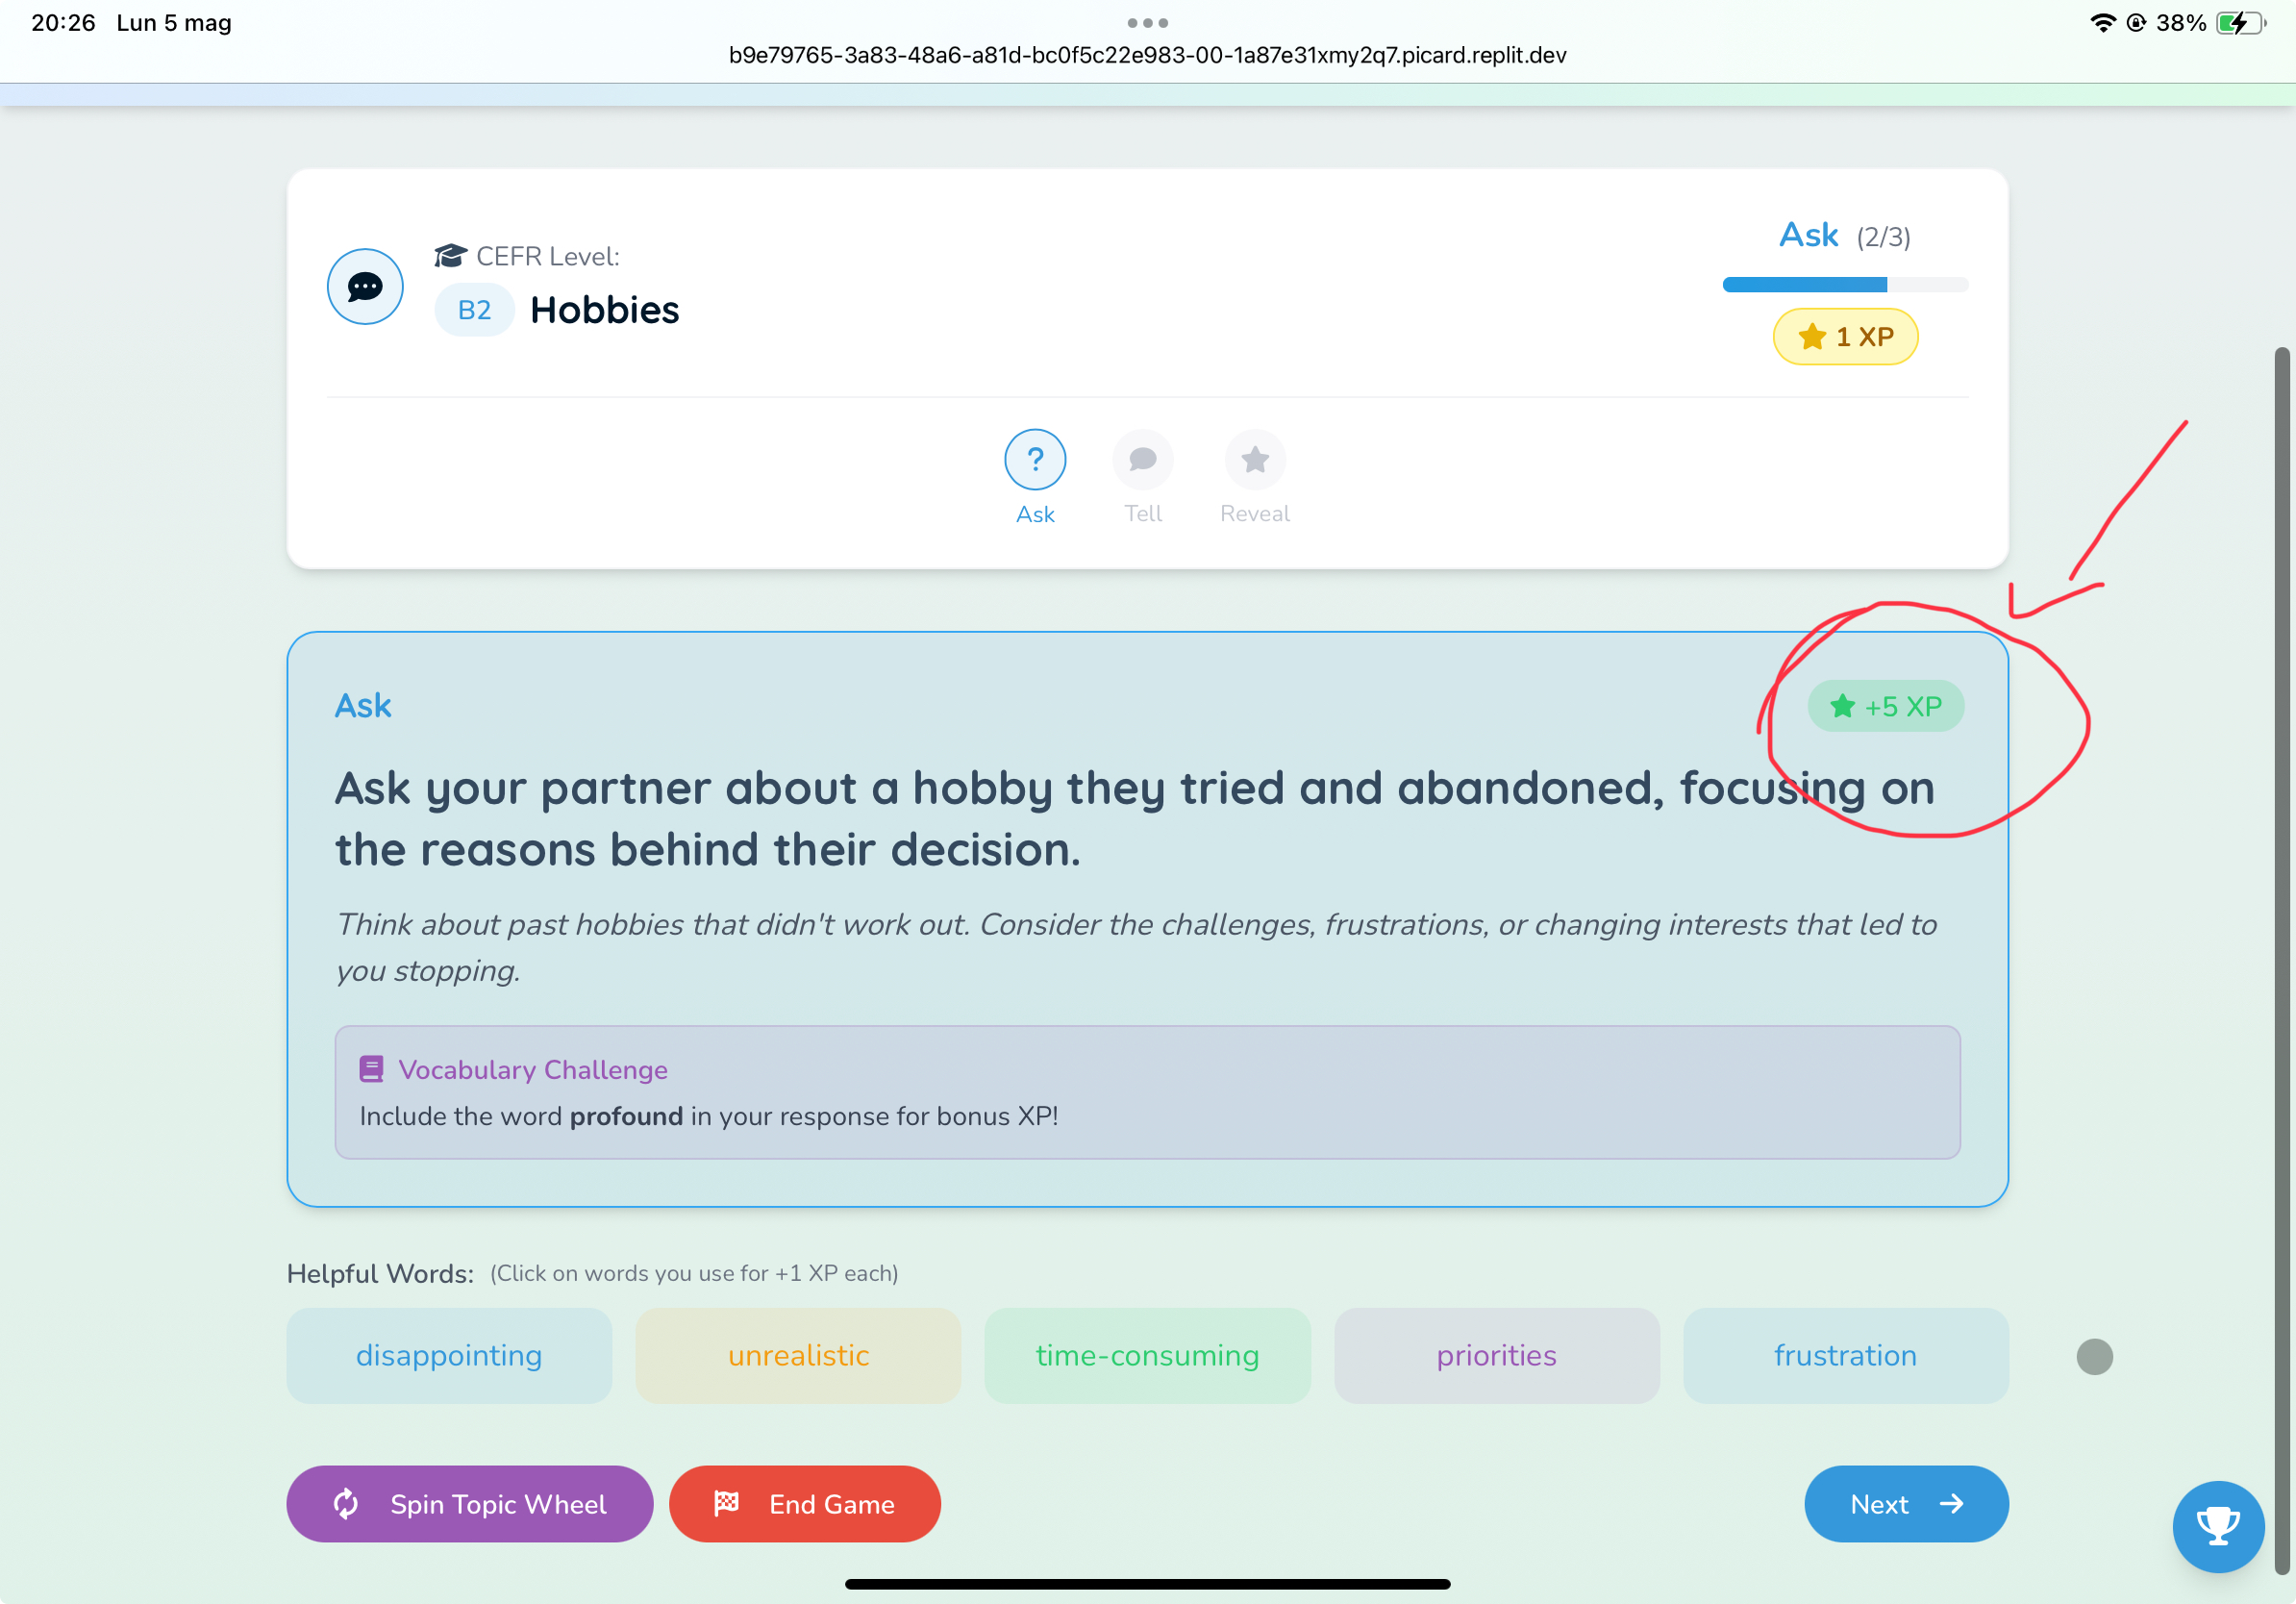 20:26 Lun 5 mag
38%
b9e79765-3a83-48a6-a81d-bc0f5c22e983-00-1a87e31xmy2q7.picard.replit.dev
CEFR Level:
B2 Hobbies
Ask (2/3)
1 XP
?
Ask Tell Reveal
Ask
+5 XP
Ask your partner about a hobby they tried and abandoned, focusing on
the reasons behind their decision.
Think about past hobbies that didn't work out. Consider the challenges, frustrations, or changing interests that led to
you stopping.
Vocabulary Challenge
Include the word profound in your response for bonus XP!
Helpful Words: (Click on words you use for +1 XP each)
disappointing unrealistic time-consuming priorities frustration
Spin Topic Wheel End Game Next